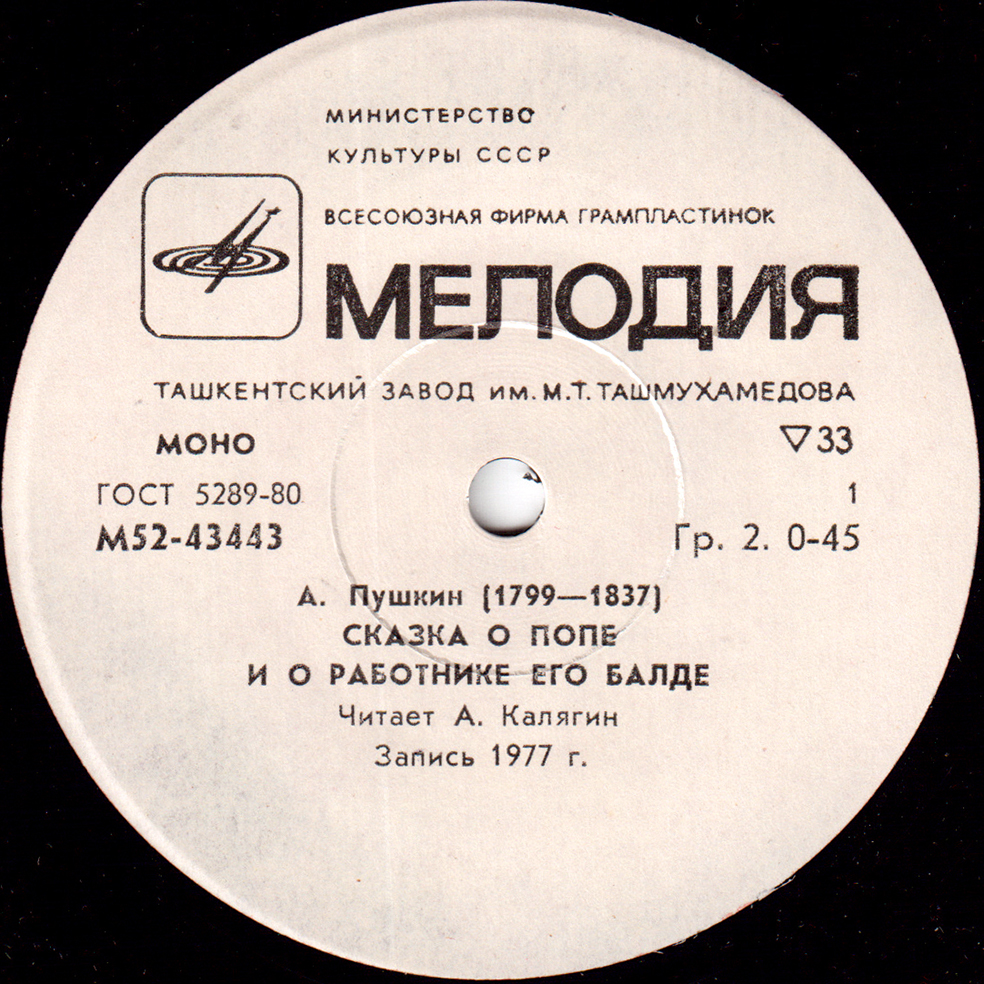 МИНИСТЕРСТВО
КУЛЬТУРЫ СССР
ВСЕСОЮЗНАЯ ФИРМА ГРАМПЛАСТИНОК
МЕЛОДИЯ
ТАШКЕНТСКИЙ ЗАВОД им. М.Т. ТАШМУХАМЕДОВА
МОНО ▽33
ГОСТ 5289-80 1
М52-43443 Гр. 2. 0-45
А. Пушкин (1799—1837)
СКАЗКА О ПОПЕ
И О РАБОТНИКЕ ЕГО БАЛДЕ
Читает А. Калягин
Запись 1977 г.